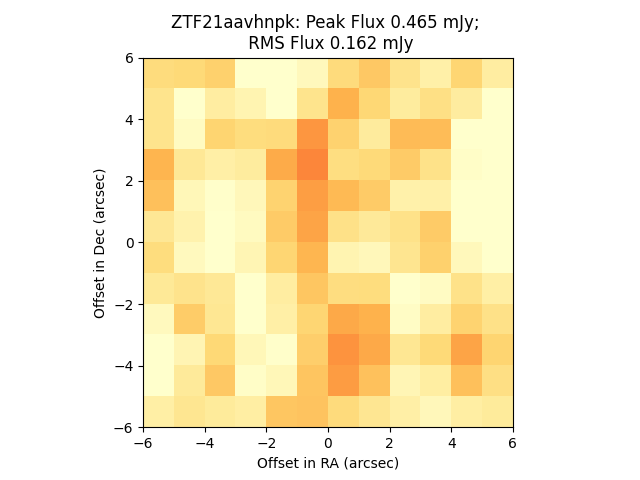 ZTF21aavhnpk: Peak Flux 0.465 mJy;
RMS Flux 0.162 mJy
6
4
2
0
−2
−4
−6
Offset in Dec (arcsec)
−6 −4 −2 0 2 4 6
Offset in RA (arcsec)